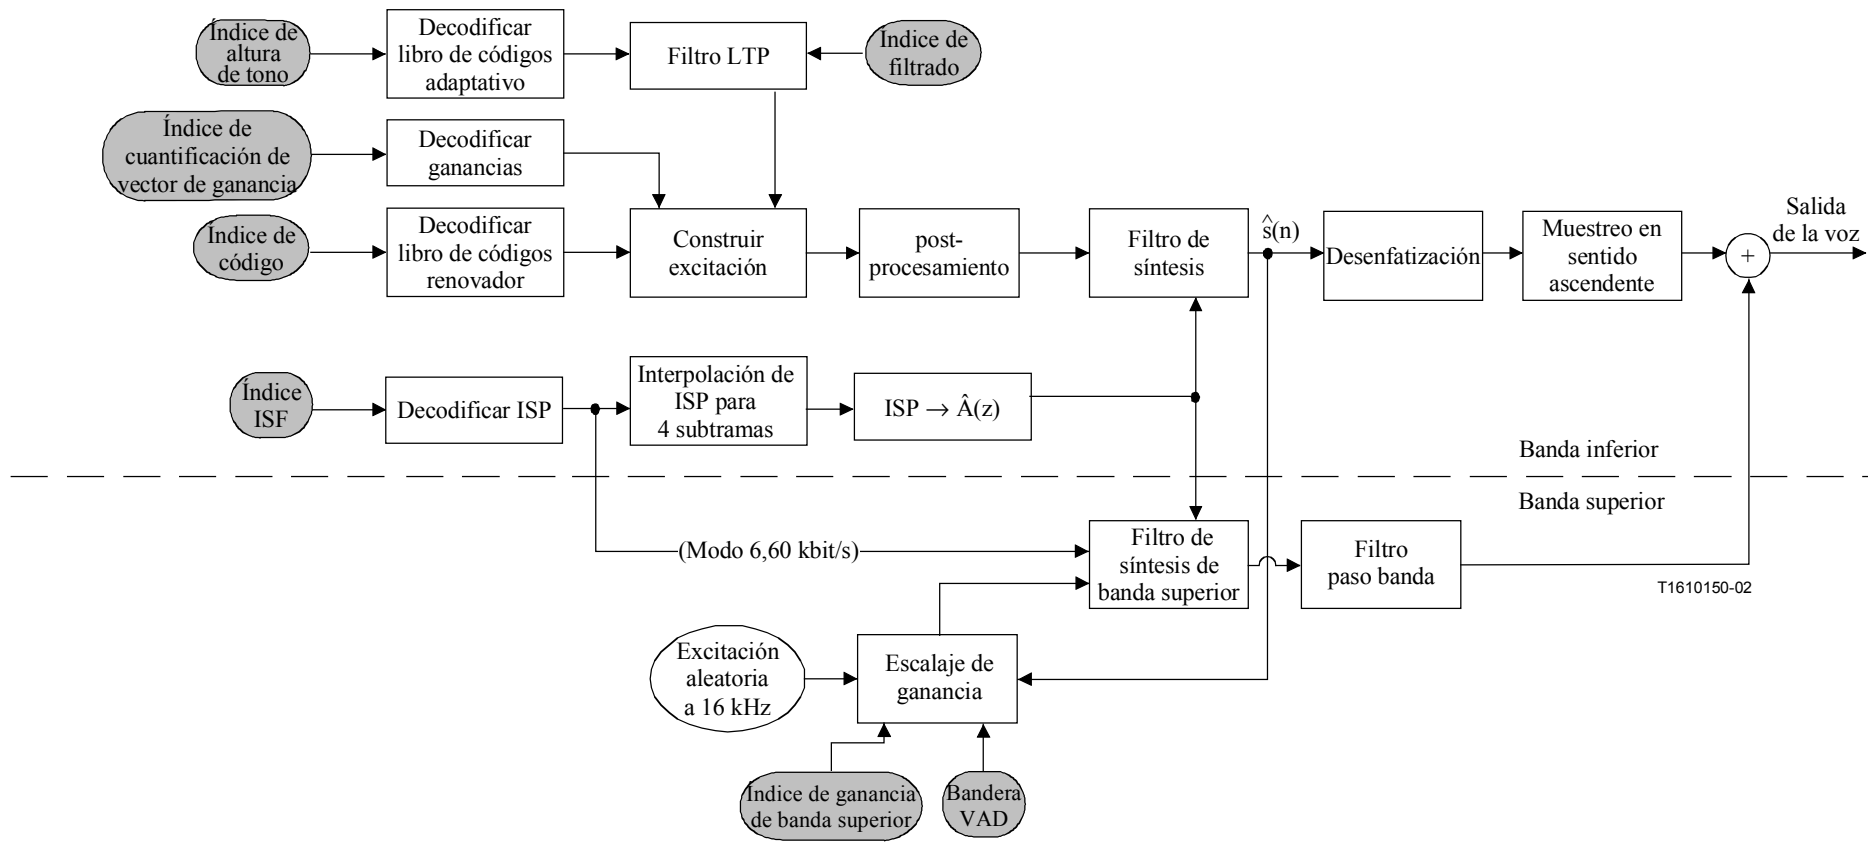 Índice de
altura
de tono
Decodificar
libro de códigos
adaptativo
Filtro LTP
Índice de
filtrado
Índice de
cuantificación de
vector de ganancia
Decodificar
ganancias
Índice de
código
Decodificar
libro de códigos
renovador
Construir
excitación
post-
procesamiento
Filtro de
síntesis
ŝ(n)
Desenfatización
Muestreo en
sentido
ascendente
+
Salida
de la voz
Índice
ISF
Decodificar ISP
Interpolación de
ISP para
4 subtramas
ISP → Â(z)
Banda inferior
Banda superior
(Modo 6,60 kbit/s)
Filtro de
síntesis de
banda superior
Filtro
paso banda
T1610150-02
Excitación
aleatoria
a 16 kHz
Escalaje de
ganancia
Índice de ganancia
de banda superior
Bandera
VAD